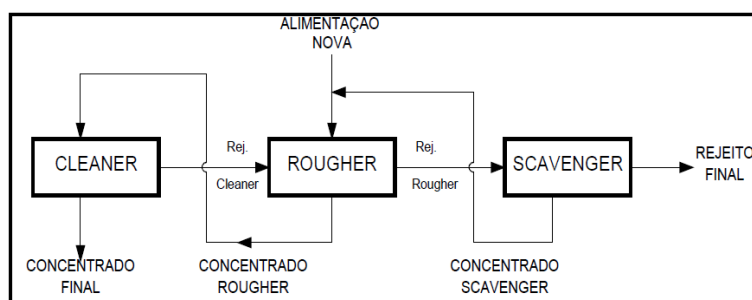 ALIMENTAÇAO
NOVA
CLEANER
Rej.
Cleaner
ROUGHER
Rej.
Rougher
SCAVENGER
REJEITO
FINAL
CONCENTRADO
FINAL
CONCENTRADO
ROUGHER
CONCENTRADO
SCAVENGER